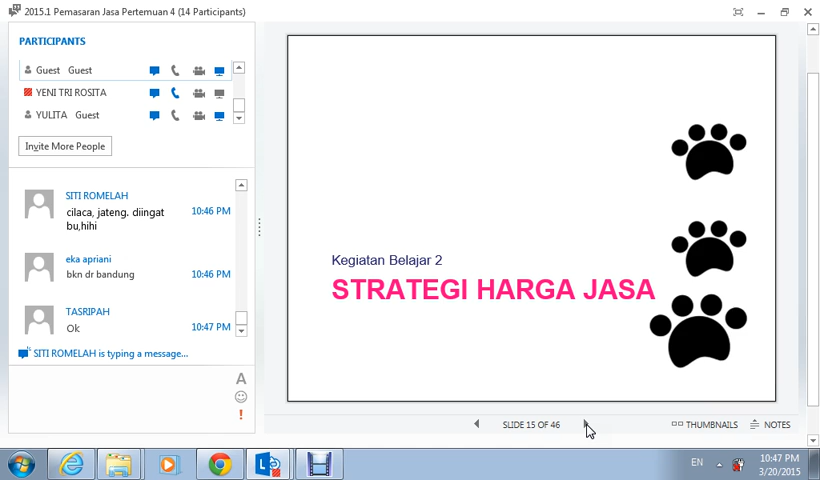 2015.1 Pemasaran Jasa Pertemuan 4 (14 Participants)
PARTICIPANTS
Guest Guest
YENI TRI ROSITA
YULITA Guest
Invite More People
SITI ROMELAH
cilaca, jateng. diingat
bu,hihi
10:46 PM
eka apriani
bkn dr bandung
10:46 PM
TASRIPAH
Ok
10:47 PM
SITI ROMELAH is typing a message...
A
!
Kegiatan Belajar 2
STRATEGI HARGA JASA
SLIDE 15 OF 46
THUMBNAILS
NOTES
EN
10:47 PM
3/20/2015